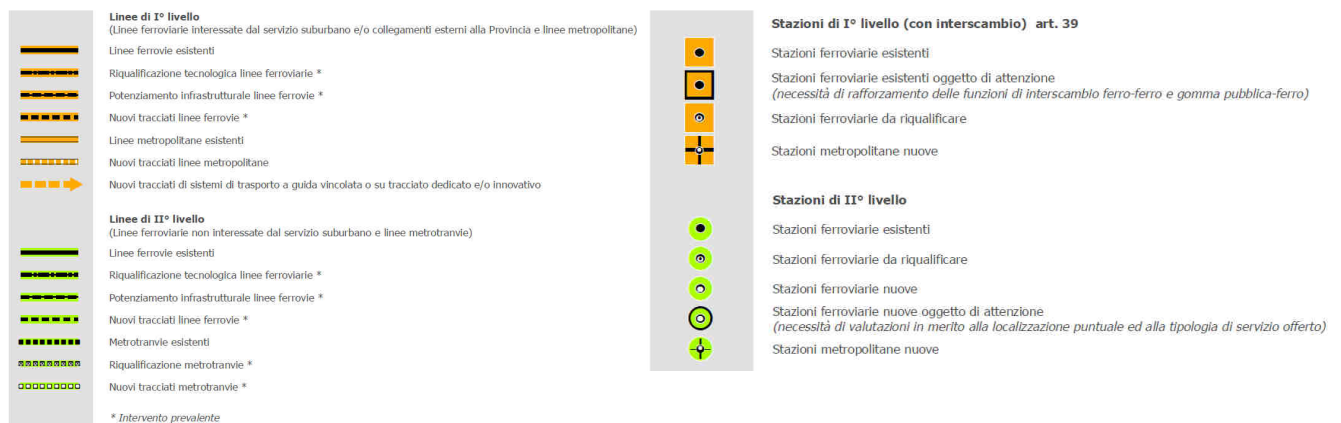 Linee di I° livello
(Linee ferroviarie interessate dal servizio suburbano e/o collegamenti esterni alla Provincia e linee metropolitane)
Linee ferrovie esistenti
Riqualificazione tecnologica linee ferroviarie *
Potenziamento infrastrutturale linee ferrovie *
Nuovi tracciati linee ferrovie *
Linee metropolitane esistenti
Nuovi tracciati linee metropolitane
Nuovi tracciati di sistemi di trasporto a guida vincolata o su tracciato dedicato e/o innovativo
Linee di II° livello
(Linee ferroviarie non interessate dal servizio suburbano e linee metrotranvie)
Linee ferrovie esistenti
Riqualificazione tecnologica linee ferroviarie *
Potenziamento infrastrutturale linee ferrovie *
Nuovi tracciati linee ferrovie *
Metrotranvie esistenti
Riqualificazione metrotranvie *
Nuovi tracciati metrotranvie *
* Intervento prevalente
Stazioni di I° livello (con interscambio) art. 39
Stazioni ferroviarie esistenti
Stazioni ferroviarie esistenti oggetto di attenzione
(necessità di rafforzamento delle funzioni di interscambio ferro-ferro e gomma pubblica-ferro)
Stazioni ferroviarie da riqualificare
Stazioni metropolitane nuove
Stazioni di II° livello
Stazioni ferroviarie esistenti
Stazioni ferroviarie da riqualificare
Stazioni ferroviarie nuove
Stazioni ferroviarie nuove oggetto di attenzione
(necessità di valutazioni in merito alla localizzazione puntuale ed alla tipologia di servizio offerto)
Stazioni metropolitane nuove